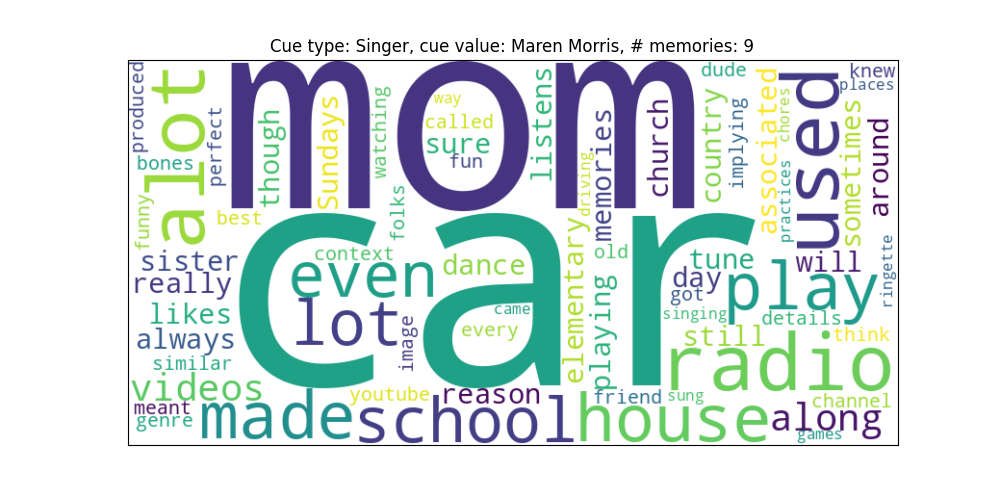 Cue type: Singer, cue value: Maren Morris, # memories: 9
mom
car
alot
used
produced
perfect
bones
funny
best
though
Sundays
watching
way
called
sure
fun
listens
memories
church
dude
country
implying
associated
chores
practices
knew
places
sometimes
around
driving
folks
sister
really
likes
always
similar
context
even
lot
image
dance
came
every
elementary
playing
old
day
got
singing
tune
play
will
ringette
details
still
think
radio
videos
meant
genre
made
youtube
school
reason
friend
house
sung
channel
along
games